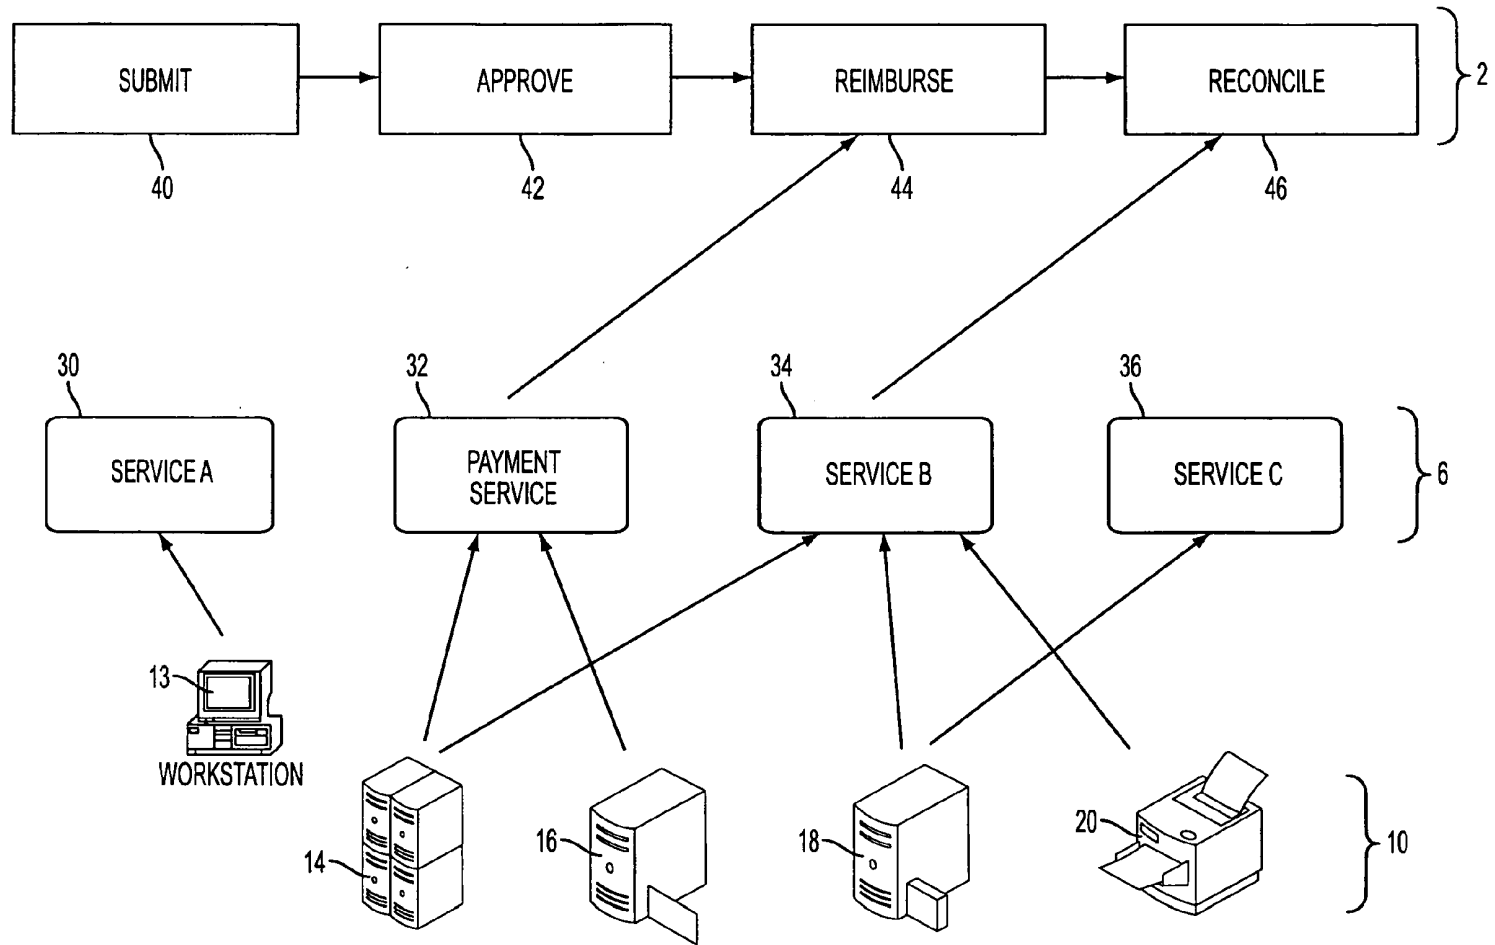 SUBMIT
APPROVE
REIMBURSE
RECONCILE
2
40
42
44
46
30
32
34
36
SERVICE A
PAYMENT
SERVICE
SERVICE B
SERVICE C
6
13
WORKSTATION
14
16
18
20
10